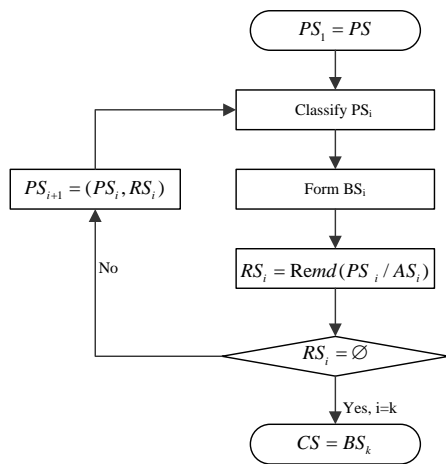 PS₁ = PS
Classify PSᵢ
Form BSᵢ
PSᵢ₊₁ = (PSᵢ, RSᵢ)
RSᵢ = Remd(PSᵢ / ASᵢ)
No
RSᵢ = ∅
Yes, i=k
CS = BSₖ